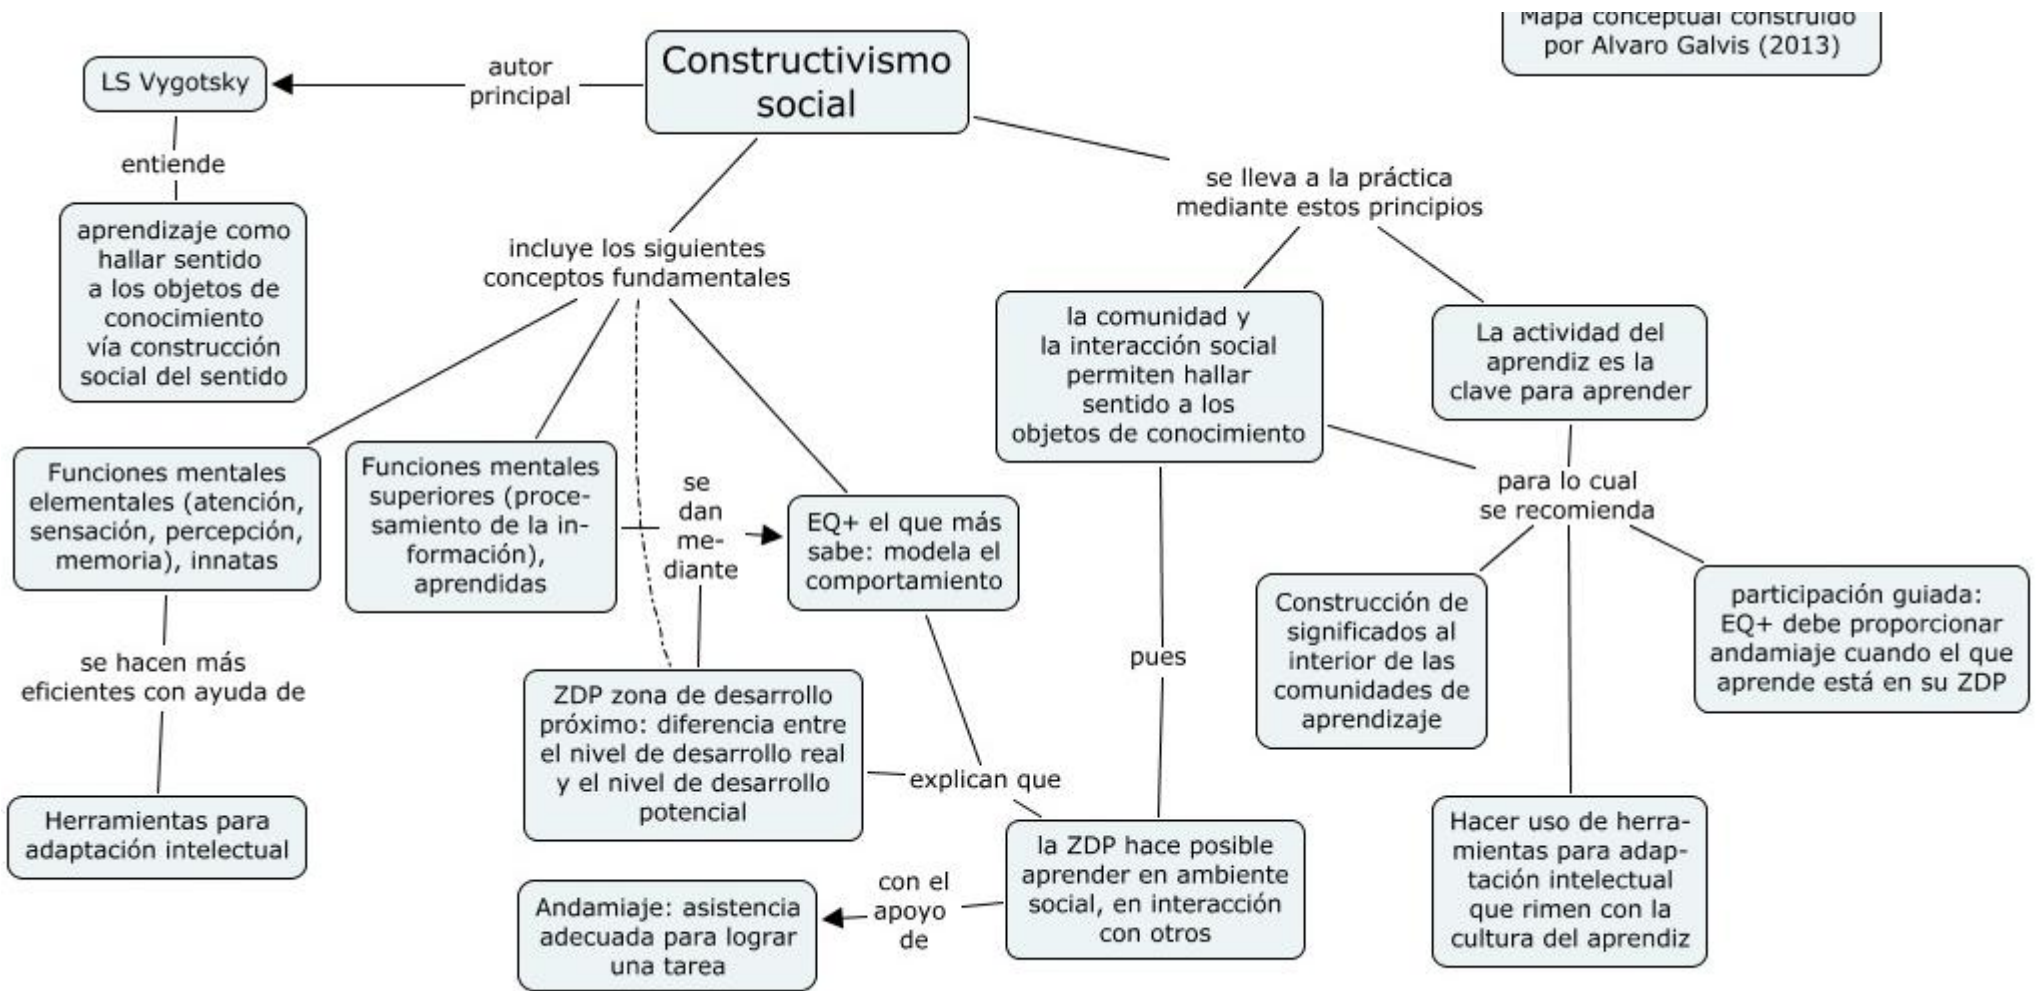 Mapa conceptual construido
por Alvaro Galvis (2013)
Constructivismo
social
autor
principal
LS Vygotsky
entiende
aprendizaje como
hallar sentido
a los objetos de
conocimiento
vía construcción
social del sentido
incluye los siguientes
conceptos fundamentales
Funciones mentales
elementales (atención,
sensación, percepción,
memoria), innatas
se hacen más
eficientes con ayuda de
Herramientas para
adaptación intelectual
Funciones mentales
superiores (proce-
samiento de la in-
formación),
aprendidas
se
dan
me-
diante
EQ+ el que más
sabe: modela el
comportamiento
ZDP zona de desarrollo
próximo: diferencia entre
el nivel de desarrollo real
y el nivel de desarrollo
potencial
explican que
la ZDP hace posible
aprender en ambiente
social, en interacción
con otros
con el
apoyo
de
Andamiaje: asistencia
adecuada para lograr
una tarea
se lleva a la práctica
mediante estos principios
la comunidad y
la interacción social
permiten hallar
sentido a los
objetos de conocimiento
pues
La actividad del
aprendiz es la
clave para aprender
para lo cual
se recomienda
Construcción de
significados al
interior de las
comunidades de
aprendizaje
Hacer uso de herra-
mientas para adap-
tación intelectual
que rimen con la
cultura del aprendiz
participación guiada:
EQ+ debe proporcionar
andamiaje cuando el que
aprende está en su ZDP